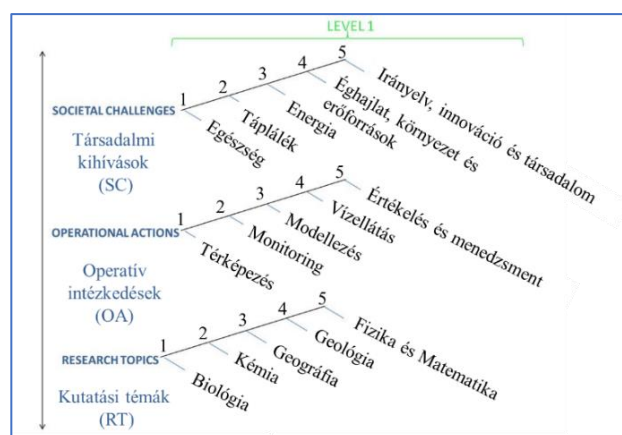 LEVEL 1
1
2
3
4
5
SOCIETAL CHALLENGES
Társadalmi
kihívások
(SC)
Egészség
Táplálék
Energia
Éghajlat, környezet és
erőforrások
Irányelv, innováció és társadalom
1
2
3
4
5
OPERATIONAL ACTIONS
Operatív
intézkedések
(OA)
Térképezés
Monitoring
Modellezés
Vízellátás
Értékelés és menedzsment
1
2
3
4
5
RESEARCH TOPICS
Kutatási témák
(RT)
Biológia
Kémia
Geográfia
Geológia
Fizika és Matematika